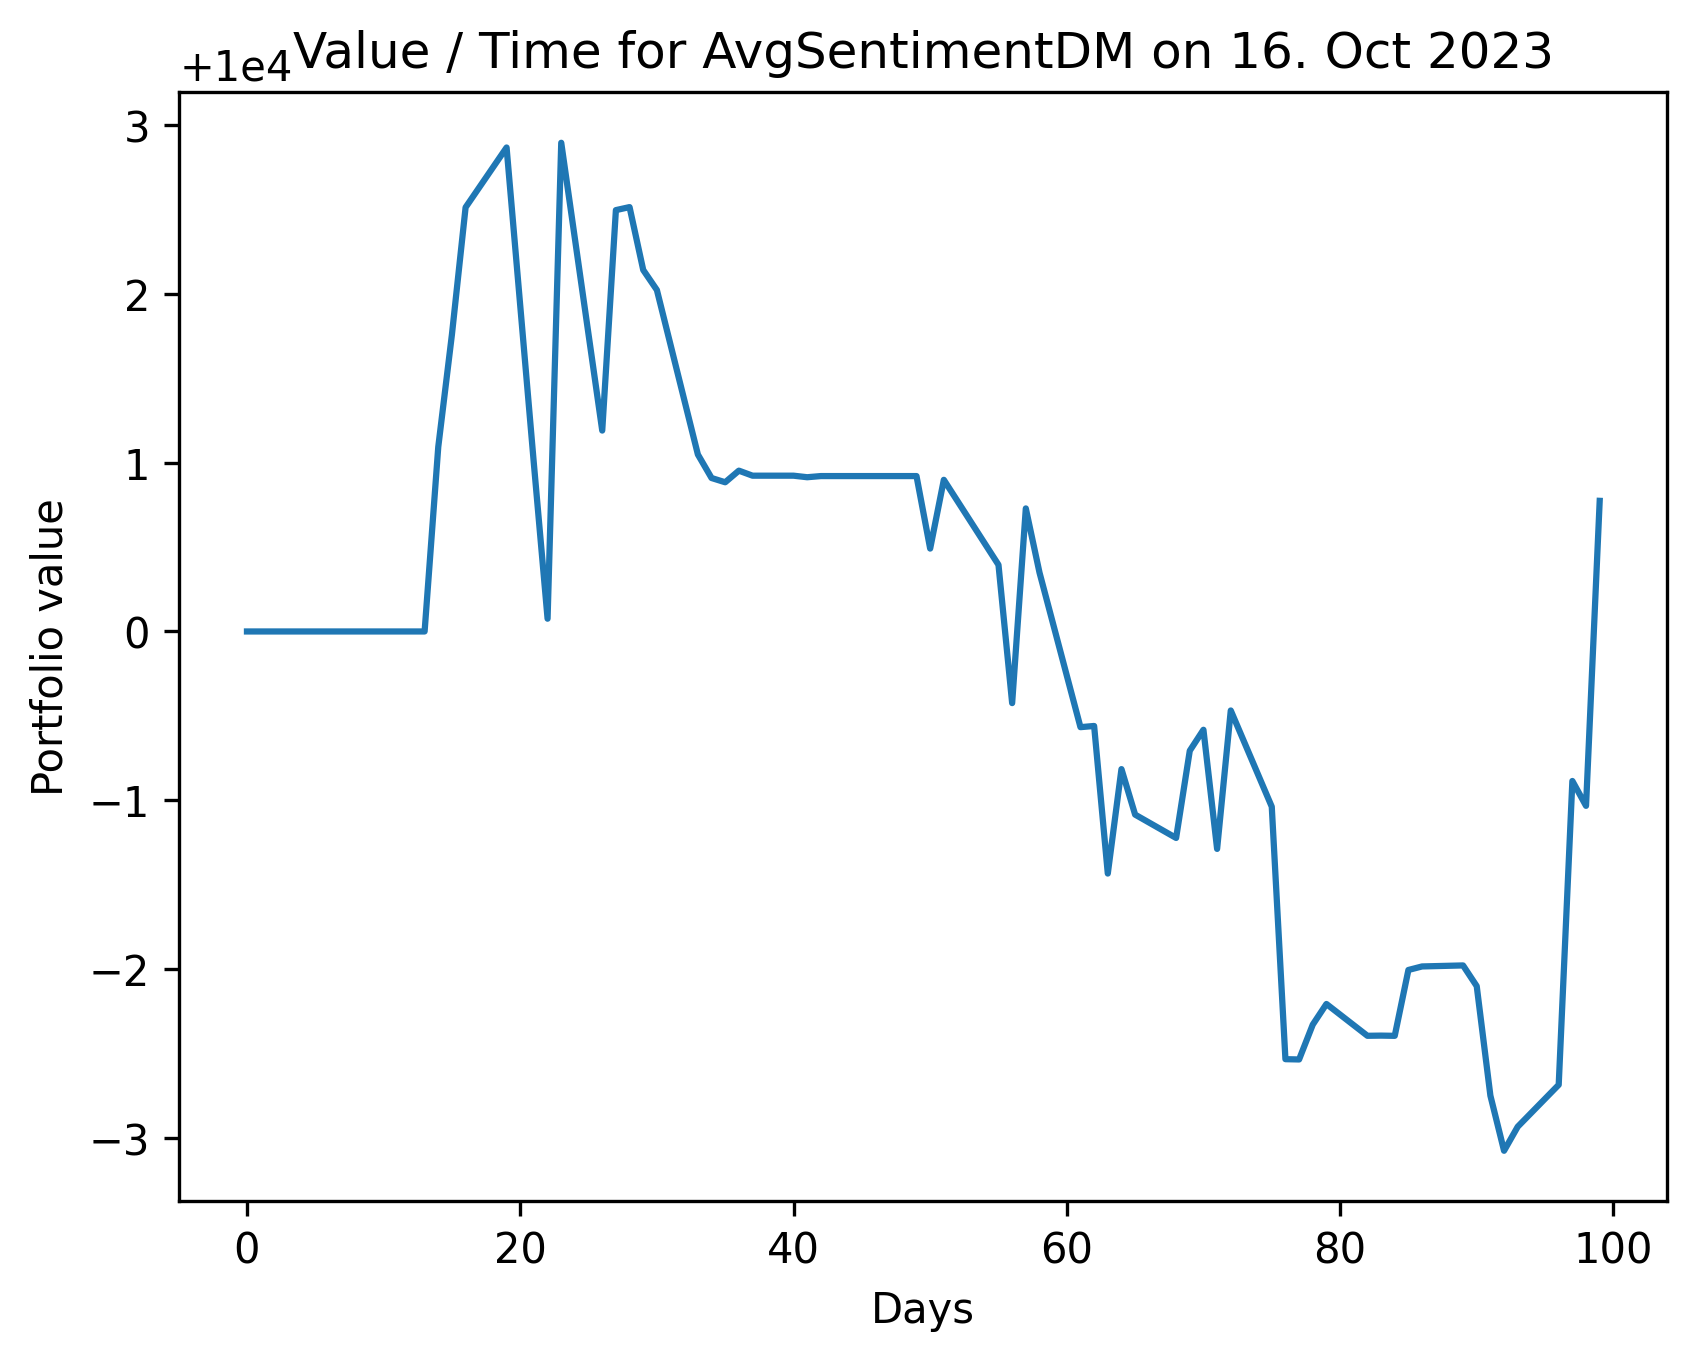 Value / Time for AvgSentimentDM on 16. Oct 2023
+1e4
3
2
1
0
−1
−2
−3
Portfolio value
0 20 40 60 80 100
Days